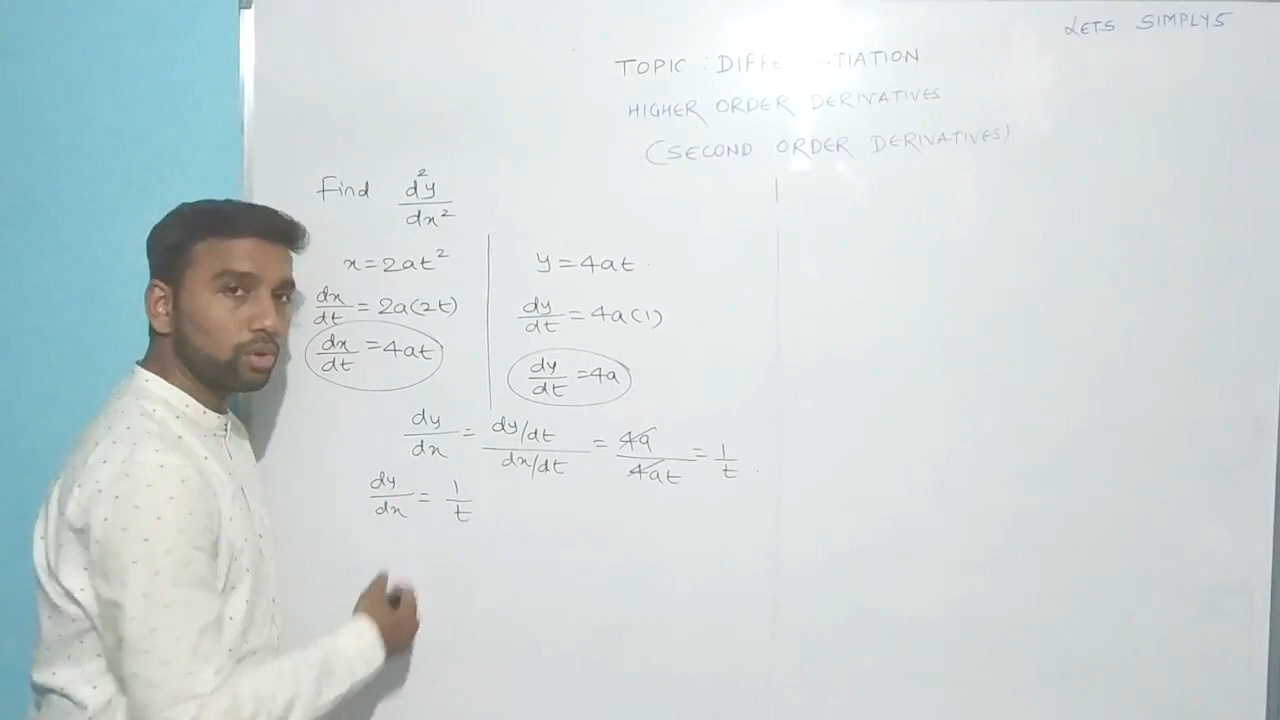 LETS SIMPLY5
TOPIC : DIFFE TIATION
HIGHER ORDER DERIVATIVES
(SECOND ORDER DERIVATIVES)
Find d²y/dx²
x=2at²
dx/dt = 2a(2t)
dx/dt = 4at
y = 4at
dy/dt = 4a(1)
dy/dt = 4a
dy/dx = (dy/dt)/(dx/dt) = 4a/4at = 1/t
dy/dx = 1/t